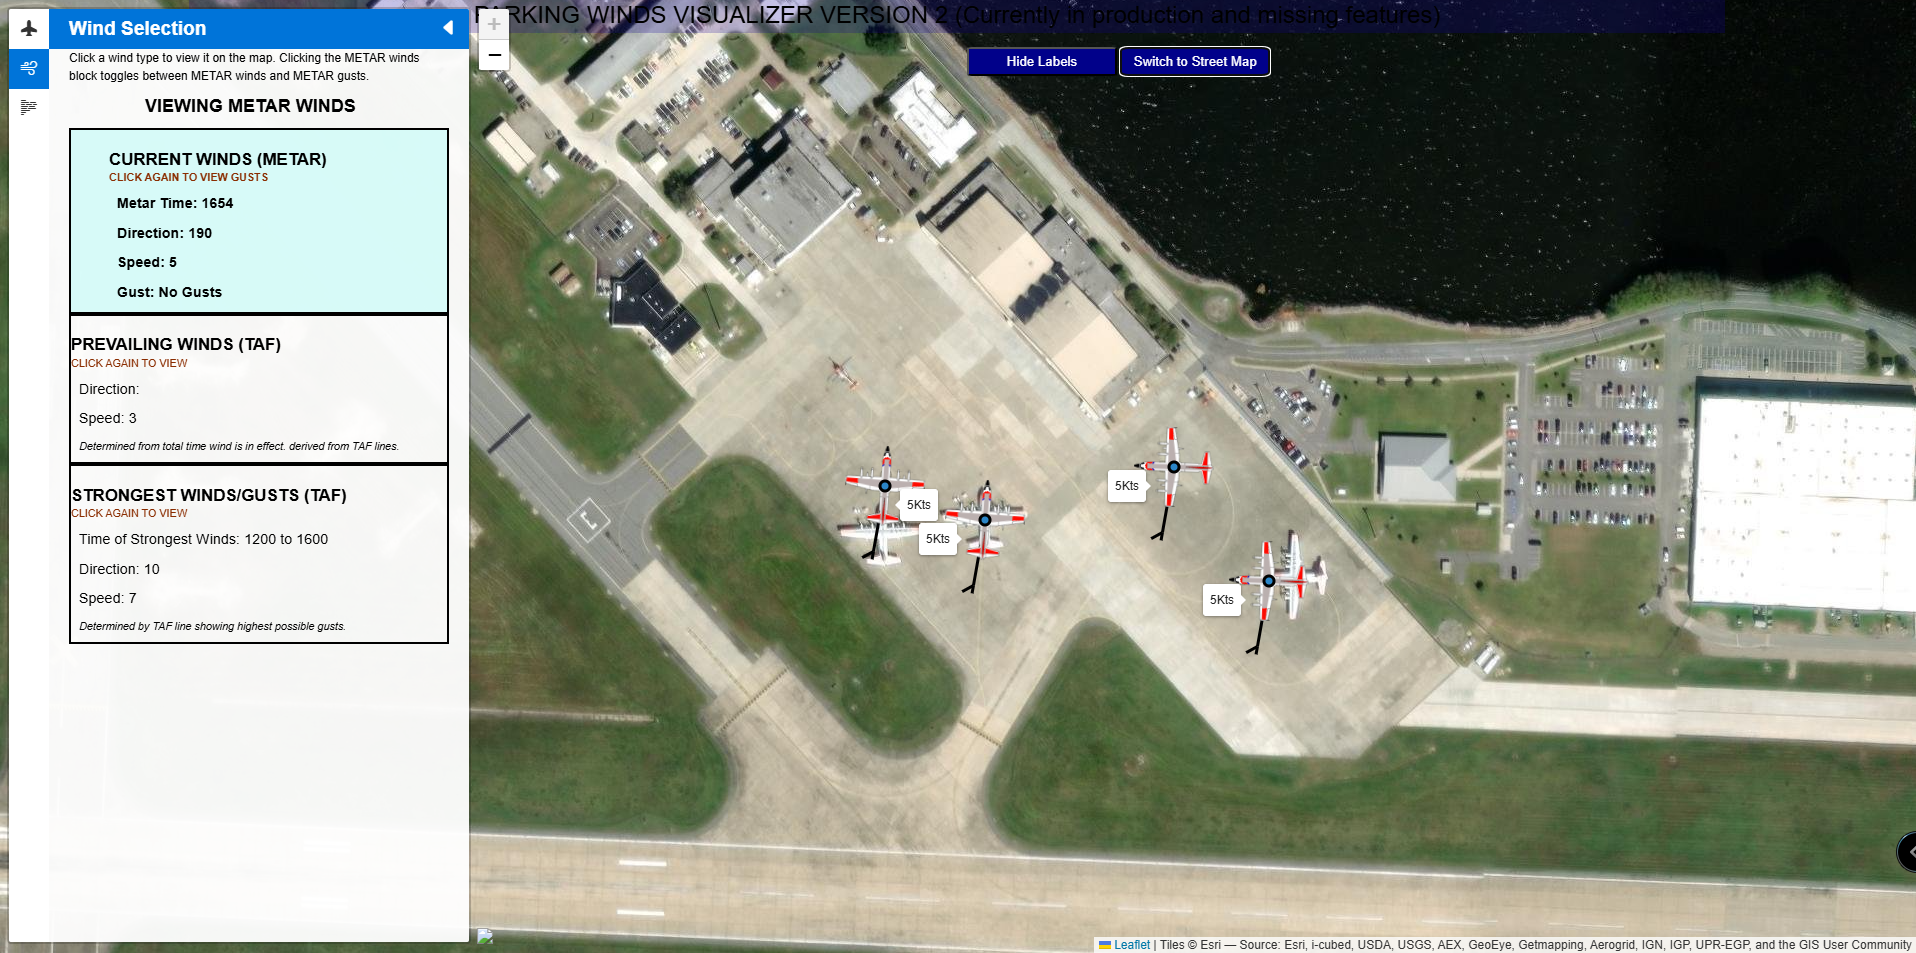 PARKING WINDS VISUALIZER VERSION 2 (Currently in production and missing features)
Wind Selection
Click a wind type to view it on the map. Clicking the METAR winds
block toggles between METAR winds and METAR gusts.
VIEWING METAR WINDS
CURRENT WINDS (METAR)
CLICK AGAIN TO VIEW GUSTS
Metar Time: 1654
Direction: 190
Speed: 5
Gust: No Gusts
PREVAILING WINDS (TAF)
CLICK AGAIN TO VIEW
Direction:
Speed: 3
Determined from total time wind is in effect. derived from TAF lines.
STRONGEST WINDS/GUSTS (TAF)
CLICK AGAIN TO VIEW
Time of Strongest Winds: 1200 to 1600
Direction: 10
Speed: 7
Determined by TAF line showing highest possible gusts.
+
−
Hide Labels
Switch to Street Map
5Kts
5Kts
5Kts
5Kts
Leaflet | Tiles © Esri — Source: Esri, i-cubed, USDA, USGS, AEX, GeoEye, Getmapping, Aerogrid, IGN, IGP, UPR-EGP, and the GIS User Community